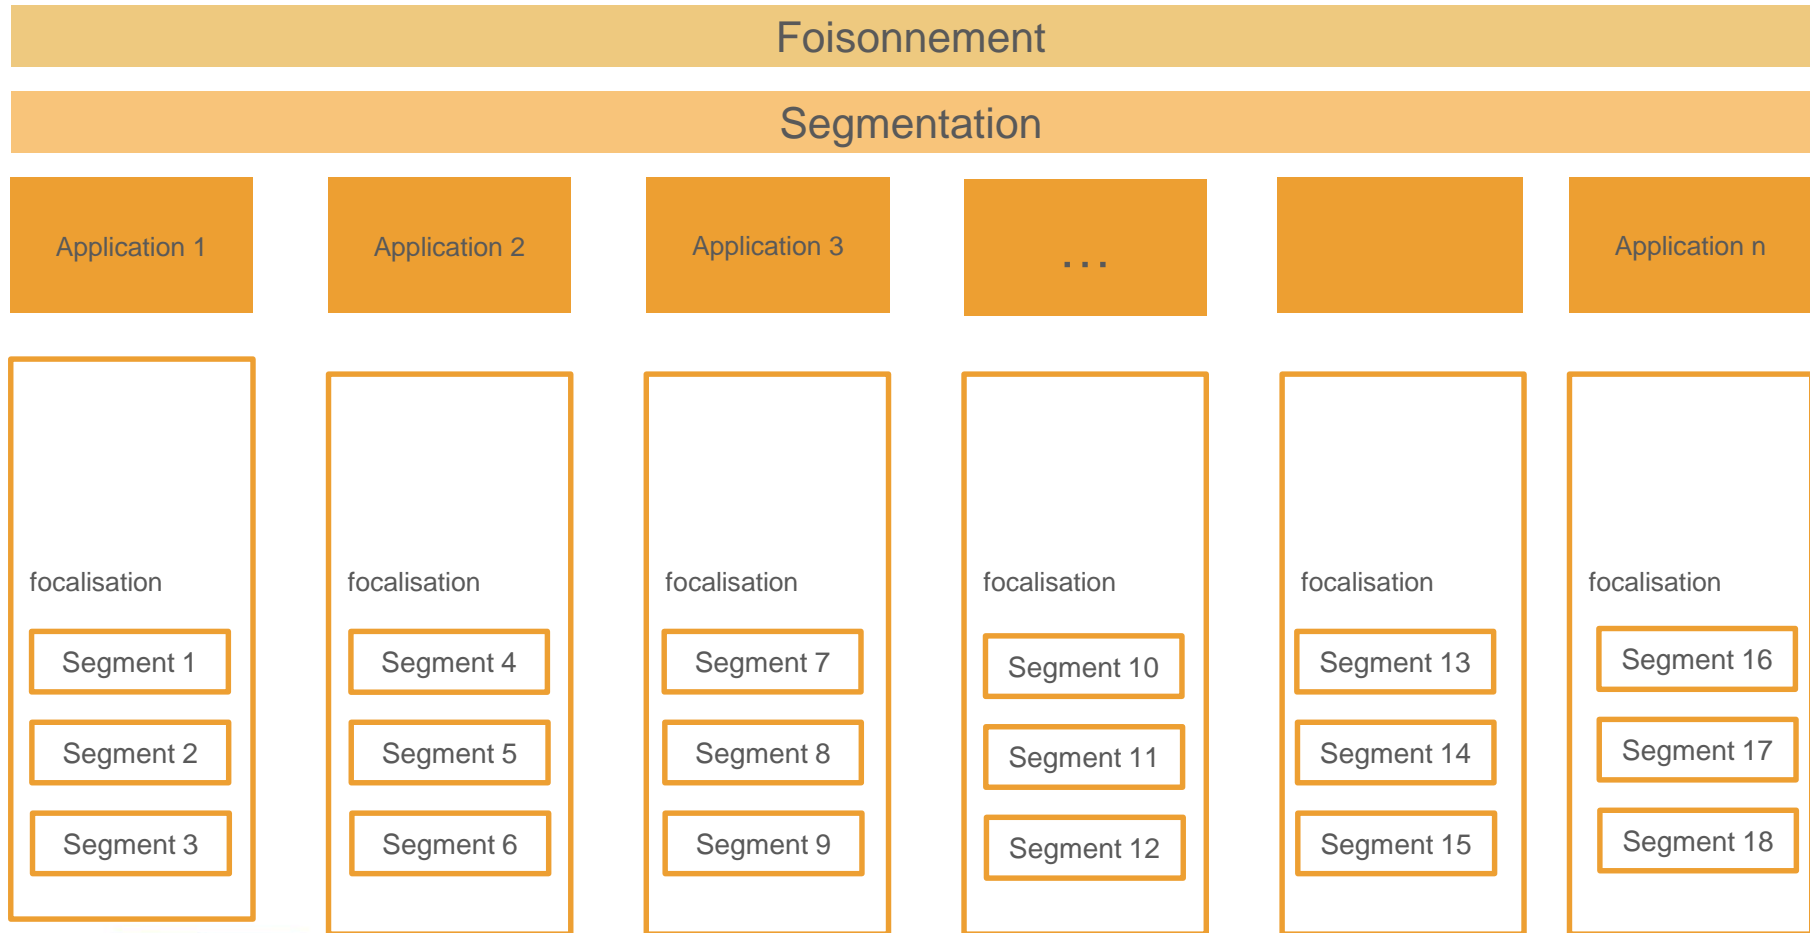 Foisonnement
Segmentation
Application 1
Application 2
Application 3
...
Application n
focalisation
Segment 1
Segment 2
Segment 3
focalisation
Segment 4
Segment 5
Segment 6
focalisation
Segment 7
Segment 8
Segment 9
focalisation
Segment 10
Segment 11
Segment 12
focalisation
Segment 13
Segment 14
Segment 15
focalisation
Segment 16
Segment 17
Segment 18